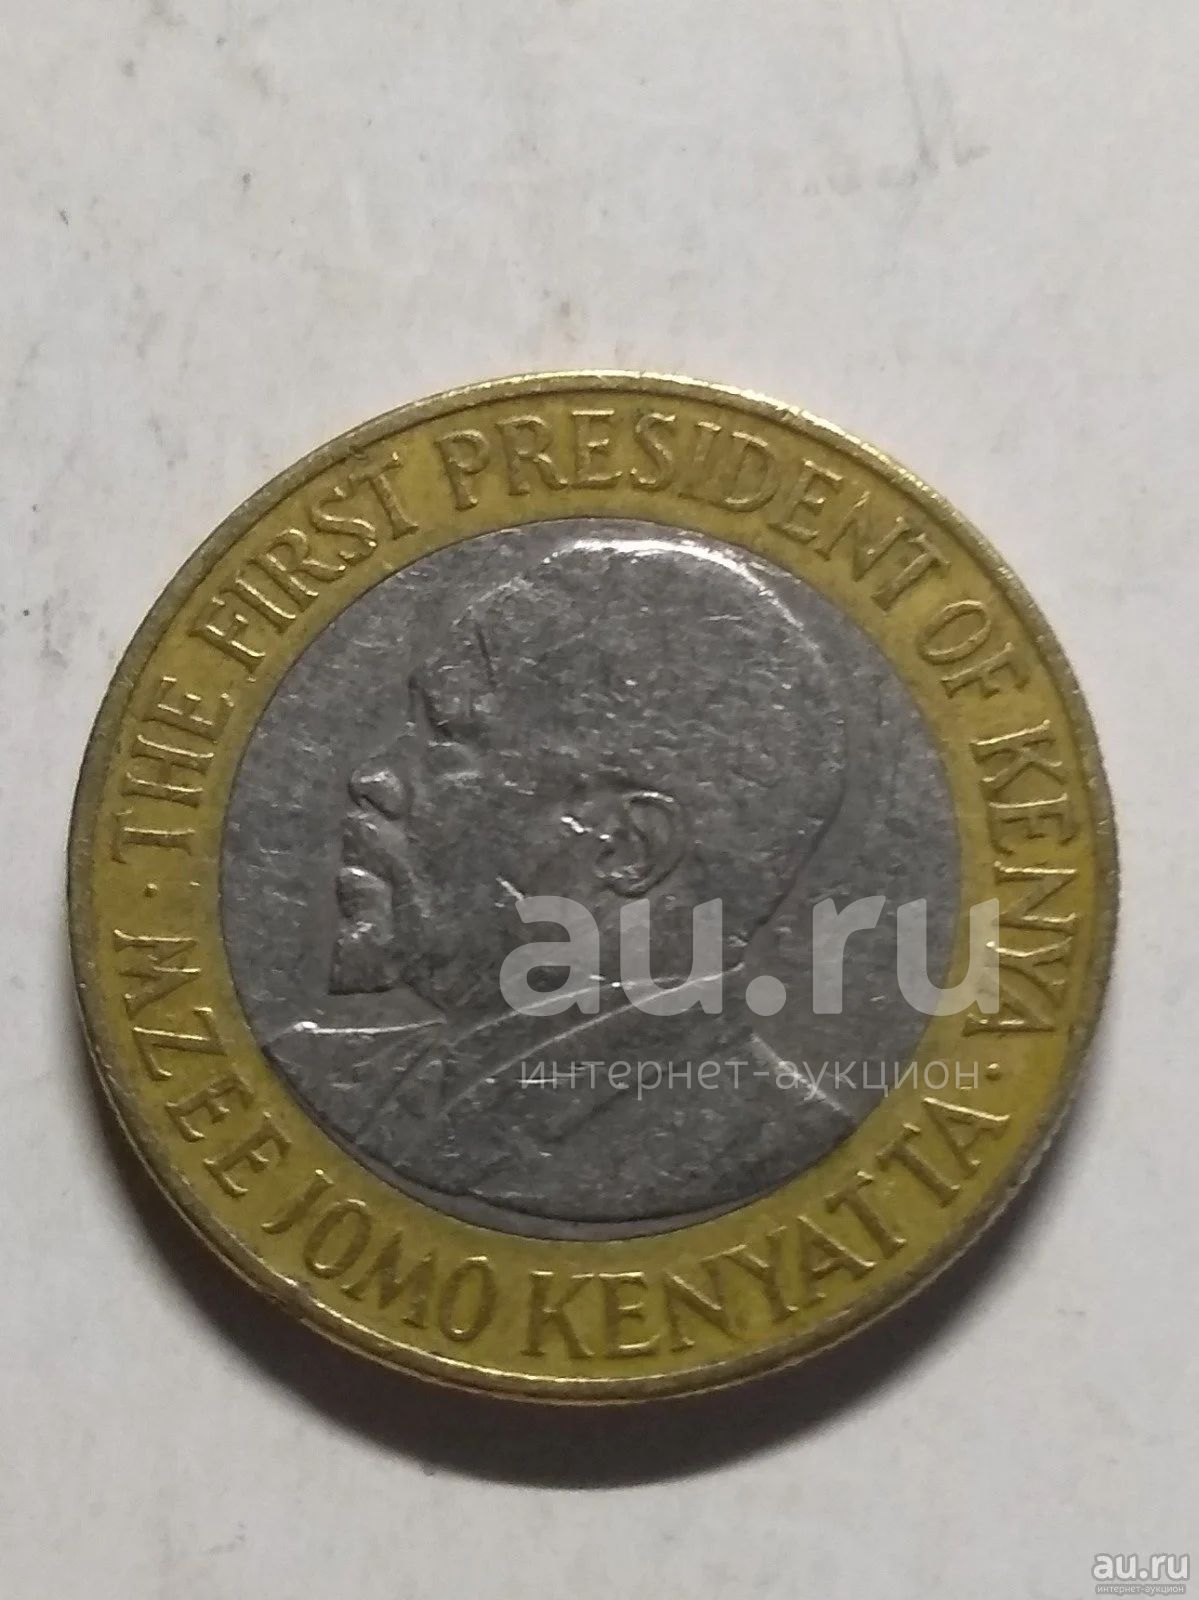 · THE FIRST PRESIDENT OF KENYA ·
MZEE JOMO KENYATTA
au.ru
интернет-аукцион
au.ru
интернет-аукцион